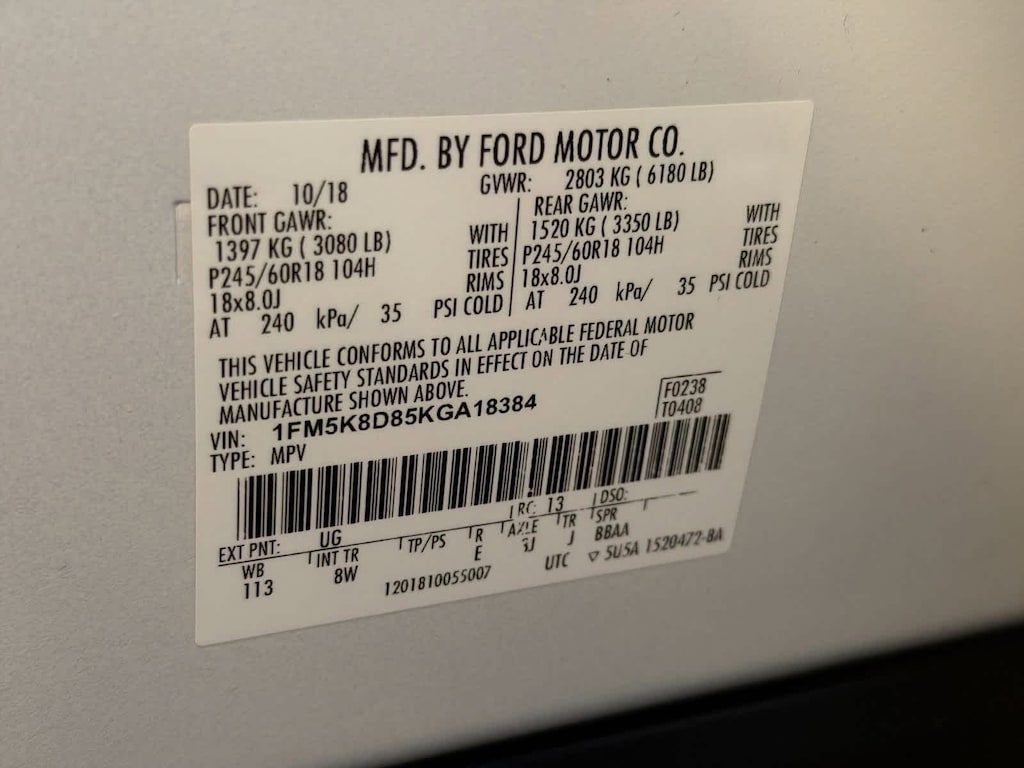 MFD. BY FORD MOTOR CO.
DATE: 10/18 GVWR: 2803 KG ( 6180 LB)
FRONT GAWR:
1397 KG ( 3080 LB) WITH
P245/60R18 104H TIRES
18x8.0J RIMS
AT 240 kPa/ 35 PSI COLD
REAR GAWR:
1520 KG ( 3350 LB) WITH
P245/60R18 104H TIRES
18x8.0J RIMS
AT 240 kPa/ 35 PSI COLD
THIS VEHICLE CONFORMS TO ALL APPLICABLE FEDERAL MOTOR
VEHICLE SAFETY STANDARDS IN EFFECT ON THE DATE OF
MANUFACTURE SHOWN ABOVE.
VIN: 1FM5K8D85KGA18384
TYPE: MPV
F0238
T0408
EXT PNT: UG RC: 13 DSO:
WB INT TR TP/PS R AXLE TR SPR
113 8W E J BBAA
1201810055007 UTC ▽ 5U5A 1520472-BA